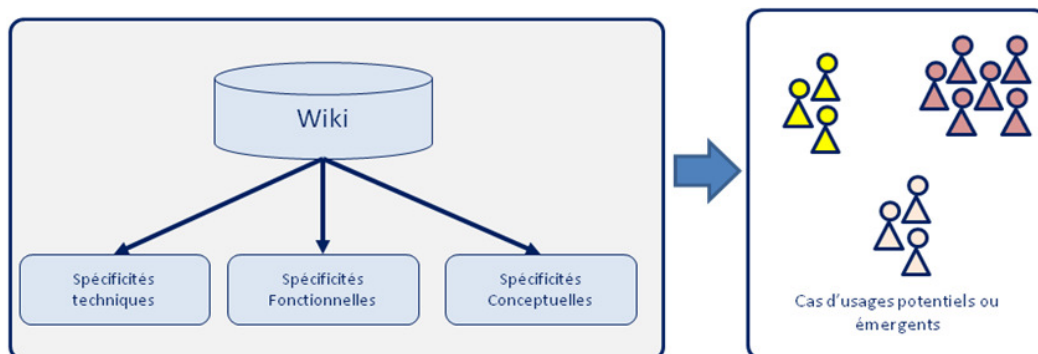 Wiki
Spécificités
techniques
Spécificités
Fonctionnelles
Spécificités
Conceptuelles
Cas d'usages potentiels ou
émergents